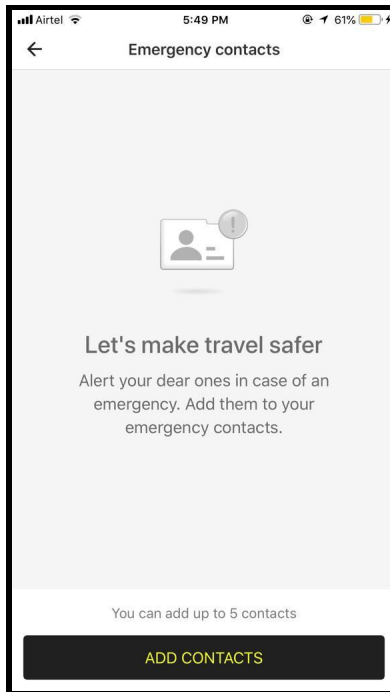 Airtel 5:49 PM 61%
Emergency contacts
!
Let's make travel safer
Alert your dear ones in case of an
emergency. Add them to your
emergency contacts.
You can add up to 5 contacts
ADD CONTACTS